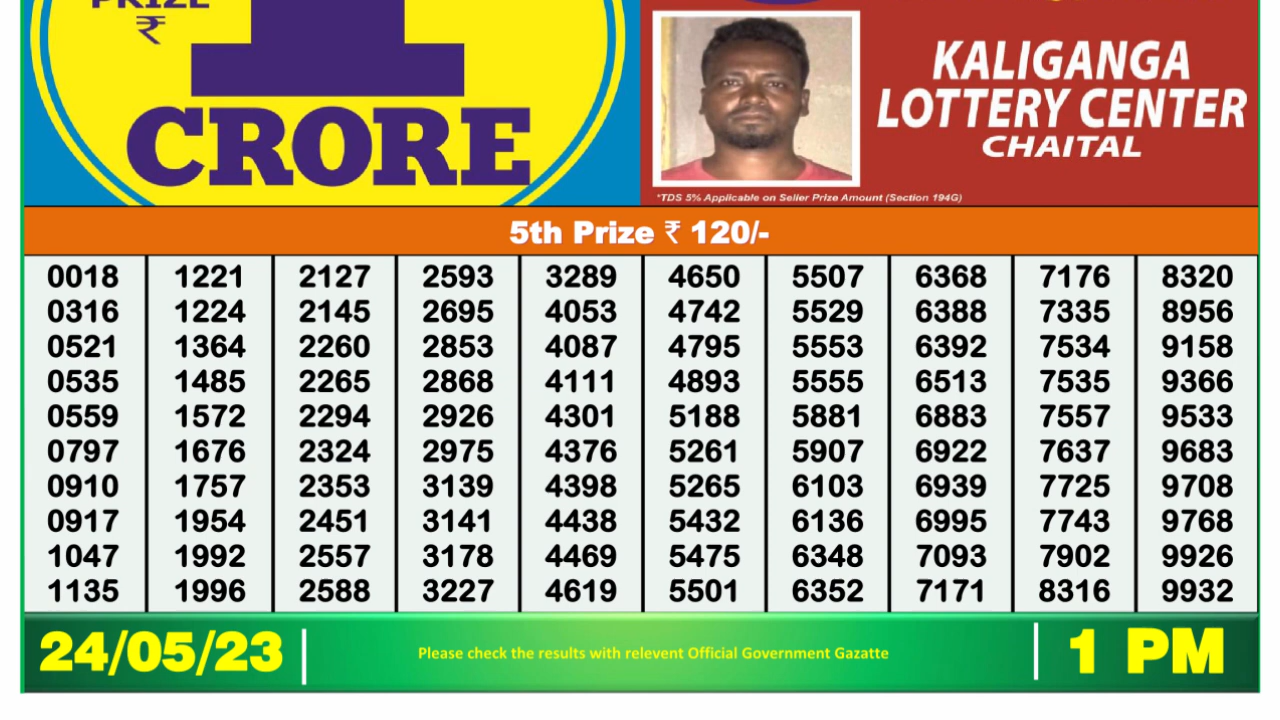 PRIZE
₹
1
CRORE
KALIGANGA
LOTTERY CENTER
CHAITAL
*TDS 5% Applicable on Seller Prize Amount (Section 194G)
5th Prize ₹ 120/-
0018 1221 2127 2593 3289 4650 5507 6368 7176 8320
0316 1224 2145 2695 4053 4742 5529 6388 7335 8956
0521 1364 2260 2853 4087 4795 5553 6392 7534 9158
0535 1485 2265 2868 4111 4893 5555 6513 7535 9366
0559 1572 2294 2926 4301 5188 5881 6883 7557 9533
0797 1676 2324 2975 4376 5261 5907 6922 7637 9683
0910 1757 2353 3139 4398 5265 6103 6939 7725 9708
0917 1954 2451 3141 4438 5432 6136 6995 7743 9768
1047 1992 2557 3178 4469 5475 6348 7093 7902 9926
1135 1996 2588 3227 4619 5501 6352 7171 8316 9932
24/05/23
Please check the results with relevent Official Government Gazatte
1 PM